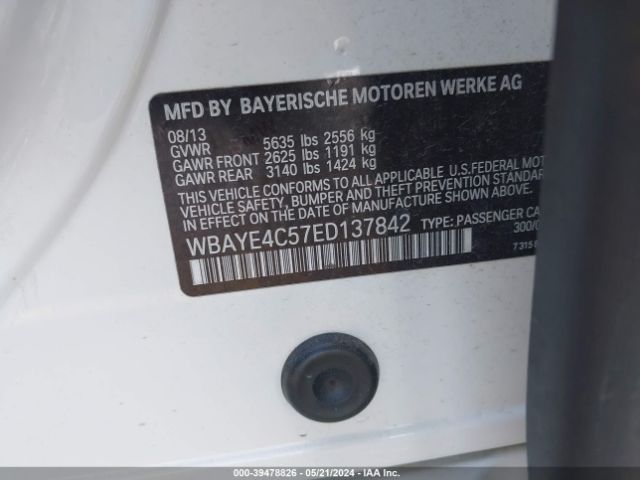 MFD BY BAYERISCHE MOTOREN WERKE AG
08/13
GVWR 5635 lbs 2556 kg
GAWR FRONT 2625 lbs 1191 kg
GAWR REAR 3140 lbs 1424 kg
THIS VEHICLE CONFORMS TO ALL APPLICABLE U.S.FEDERAL MOT
VEHICLE SAFETY, BUMPER AND THEFT PREVENTION STANDAR
IN EFFECT ON THE DATE OF MANUFACTURE SHOWN ABOVE.
WBAYE4C57ED137842 TYPE: PASSENGER CA
300/0
7315
000-39478826 - 05/21/2024 - IAA Inc.